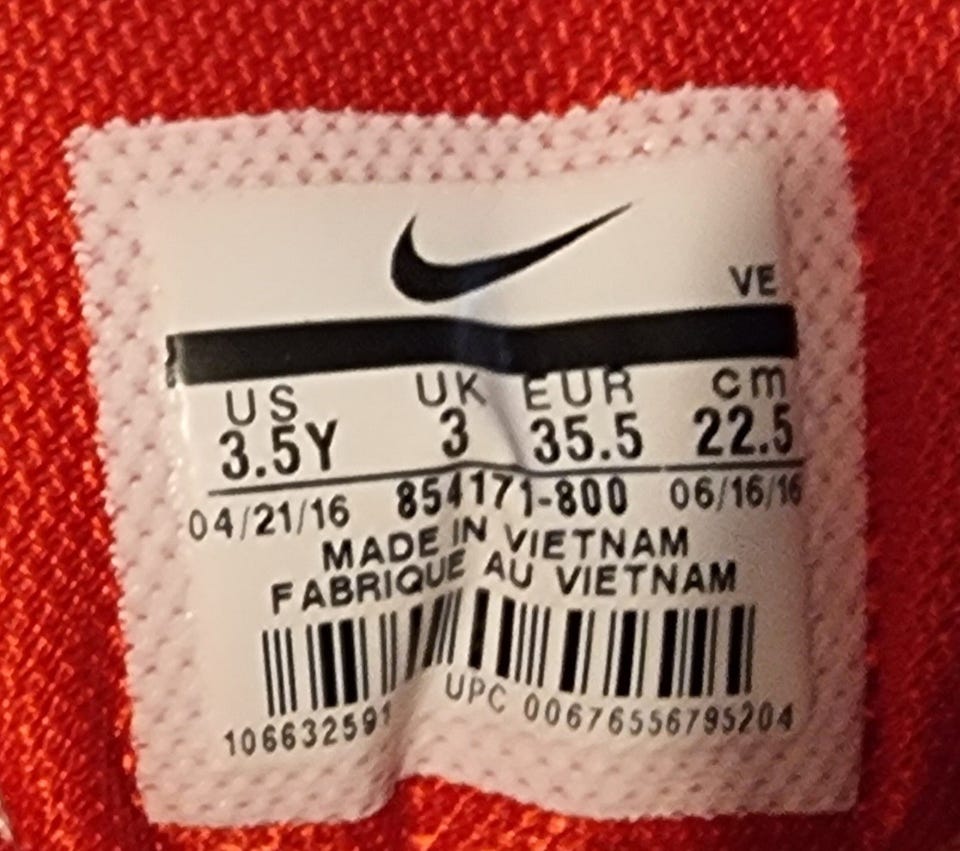 VE
US UK EUR cm
3.5Y 3 35.5 22.5
04/21/16 854171-800 06/16/16
MADE IN VIETNAM
FABRIQUE AU VIETNAM
106632591 UPC 00676556795204